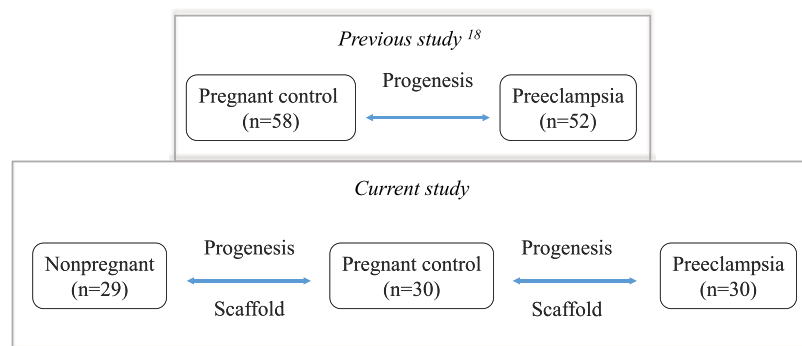 Previous study 18
Progenesis
Pregnant control
(n=58)
Preeclampsia
(n=52)
Current study
Nonpregnant
(n=29)
Progenesis
Scaffold
Pregnant control
(n=30)
Progenesis
Scaffold
Preeclampsia
(n=30)